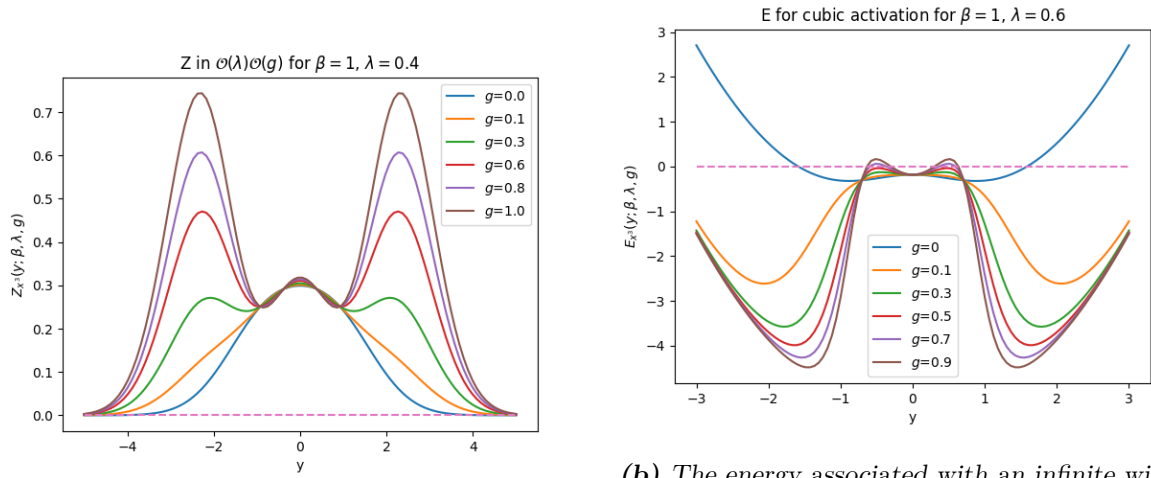 Z in 𝒪(λ)𝒪(g) for β = 1, λ = 0.4
Z_{x³}(y; β, λ, g)
0.7
0.6
0.5
0.4
0.3
0.2
0.1
0.0
g=0.0
g=0.1
g=0.3
g=0.6
g=0.8
g=1.0
−4 −2 0 2 4
y
E for cubic activation for β = 1, λ = 0.6
E_{x³}(y; β, λ, g)
3
2
1
0
−1
−2
−3
−4
g=0
g=0.1
g=0.3
g=0.5
g=0.7
g=0.9
−3 −2 −1 0 1 2 3
y
(b) The energy associated with an infinite wi